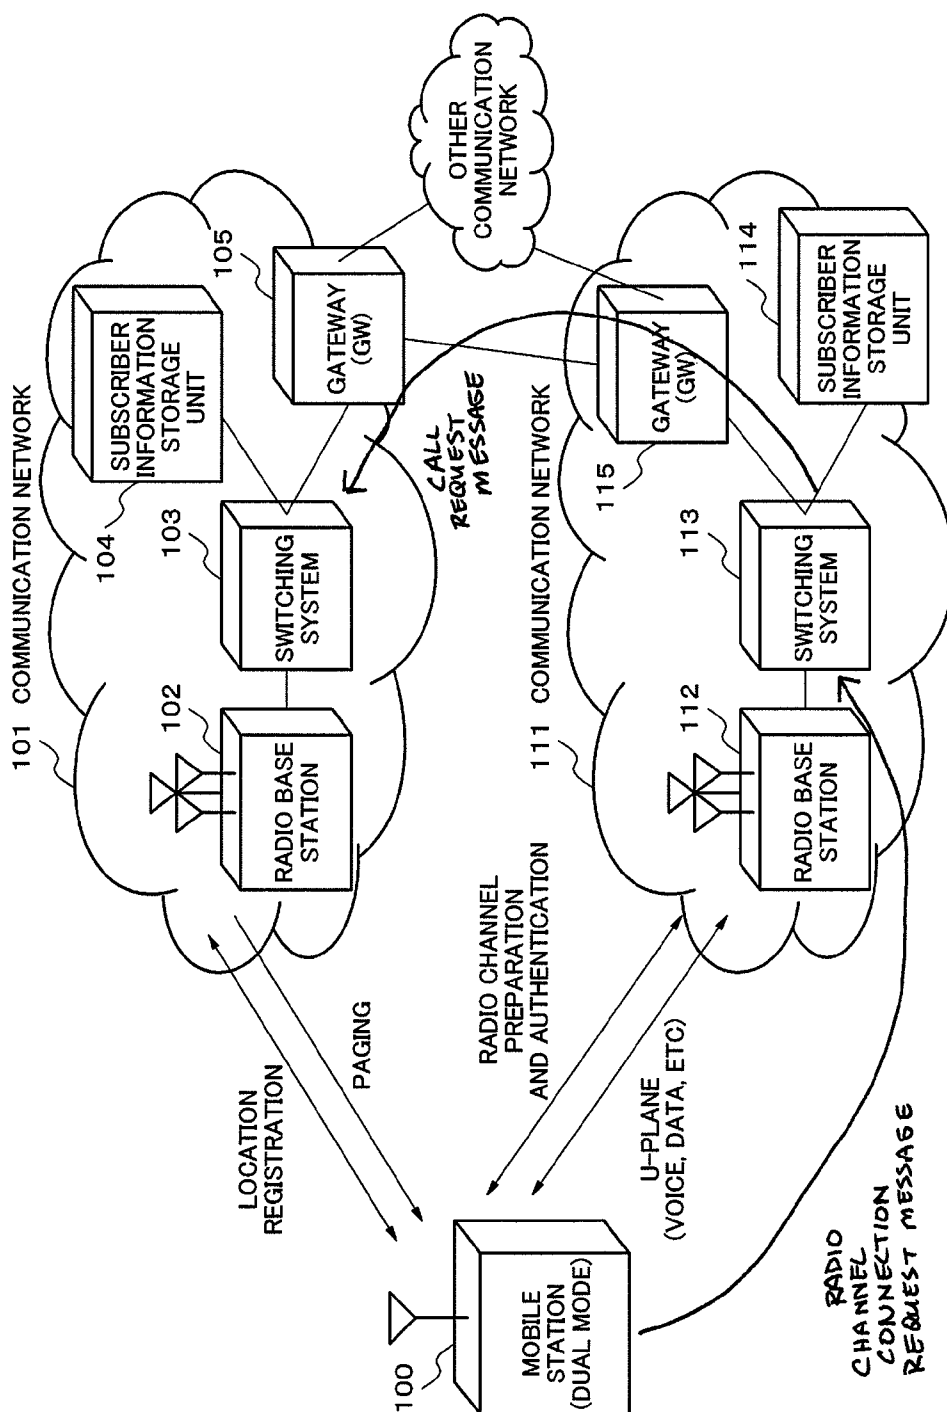 101 COMMUNICATION NETWORK
104
SUBSCRIBER
INFORMATION
STORAGE
UNIT
105
GATEWAY
(GW)
103
SWITCHING
SYSTEM
102
RADIO BASE
STATION
OTHER
COMMUNICATION
NETWORK
CALL
REQUEST
MESSAGE
LOCATION
REGISTRATION
PAGING
111 COMMUNICATION NETWORK
115
GATEWAY
(GW)
114
SUBSCRIBER
INFORMATION
STORAGE
UNIT
113
SWITCHING
SYSTEM
112
RADIO BASE
STATION
RADIO CHANNEL
PREPARATION
AND AUTHENTICATION
U-PLANE
(VOICE, DATA, ETC)
100
MOBILE
STATION
(DUAL MODE)
RADIO
CHANNEL
CONNECTION
REQUEST MESSAGE